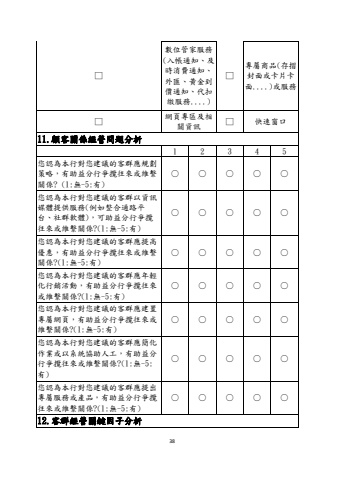 數位管家服務
(入帳通知、及
時消費通知、
外匯、黃金到
價通知、代扣
繳服務....)
□
□
專屬商品(存摺
封面或卡片卡
面....)或服務
□
網頁專區及相
關資訊
□
快速窗口
11.顧客關係經營問題分析
1 2 3 4 5
您認為本行對您建議的客群應規劃
策略，有助益分行爭攬往來或維繫
關係? (1:無-5:有)
○ ○ ○ ○ ○
您認為本行對您建議的客群以資訊
媒體提供服務(例如整合通路平
台、社群軟體)，可助益分行爭攬
往來或維繫關係?(1:無-5:有)
○ ○ ○ ○ ○
您認為本行對您建議的客群應提高
優惠，有助益分行爭攬往來或維繫
關係?(1:無-5:有)
○ ○ ○ ○ ○
您認為本行對您建議的客群應年輕
化行銷活動，有助益分行爭攬往來
或維繫關係?(1:無-5:有)
○ ○ ○ ○ ○
您認為本行對您建議的客群應建置
專屬網頁，有助益分行爭攬往來或
維繫關係?(1:無-5:有)
○ ○ ○ ○ ○
您認為本行對您建議的客群應簡化
作業或以系統協助人工，有助益分
行爭攬往來或維繫關係?(1:無-5:
有)
○ ○ ○ ○ ○
您認為本行對您建議的客群應提出
專屬服務或產品，有助益分行爭攬
往來或維繫關係?(1:無-5:有)
○ ○ ○ ○ ○
12.客群經營關鍵因子分析
38